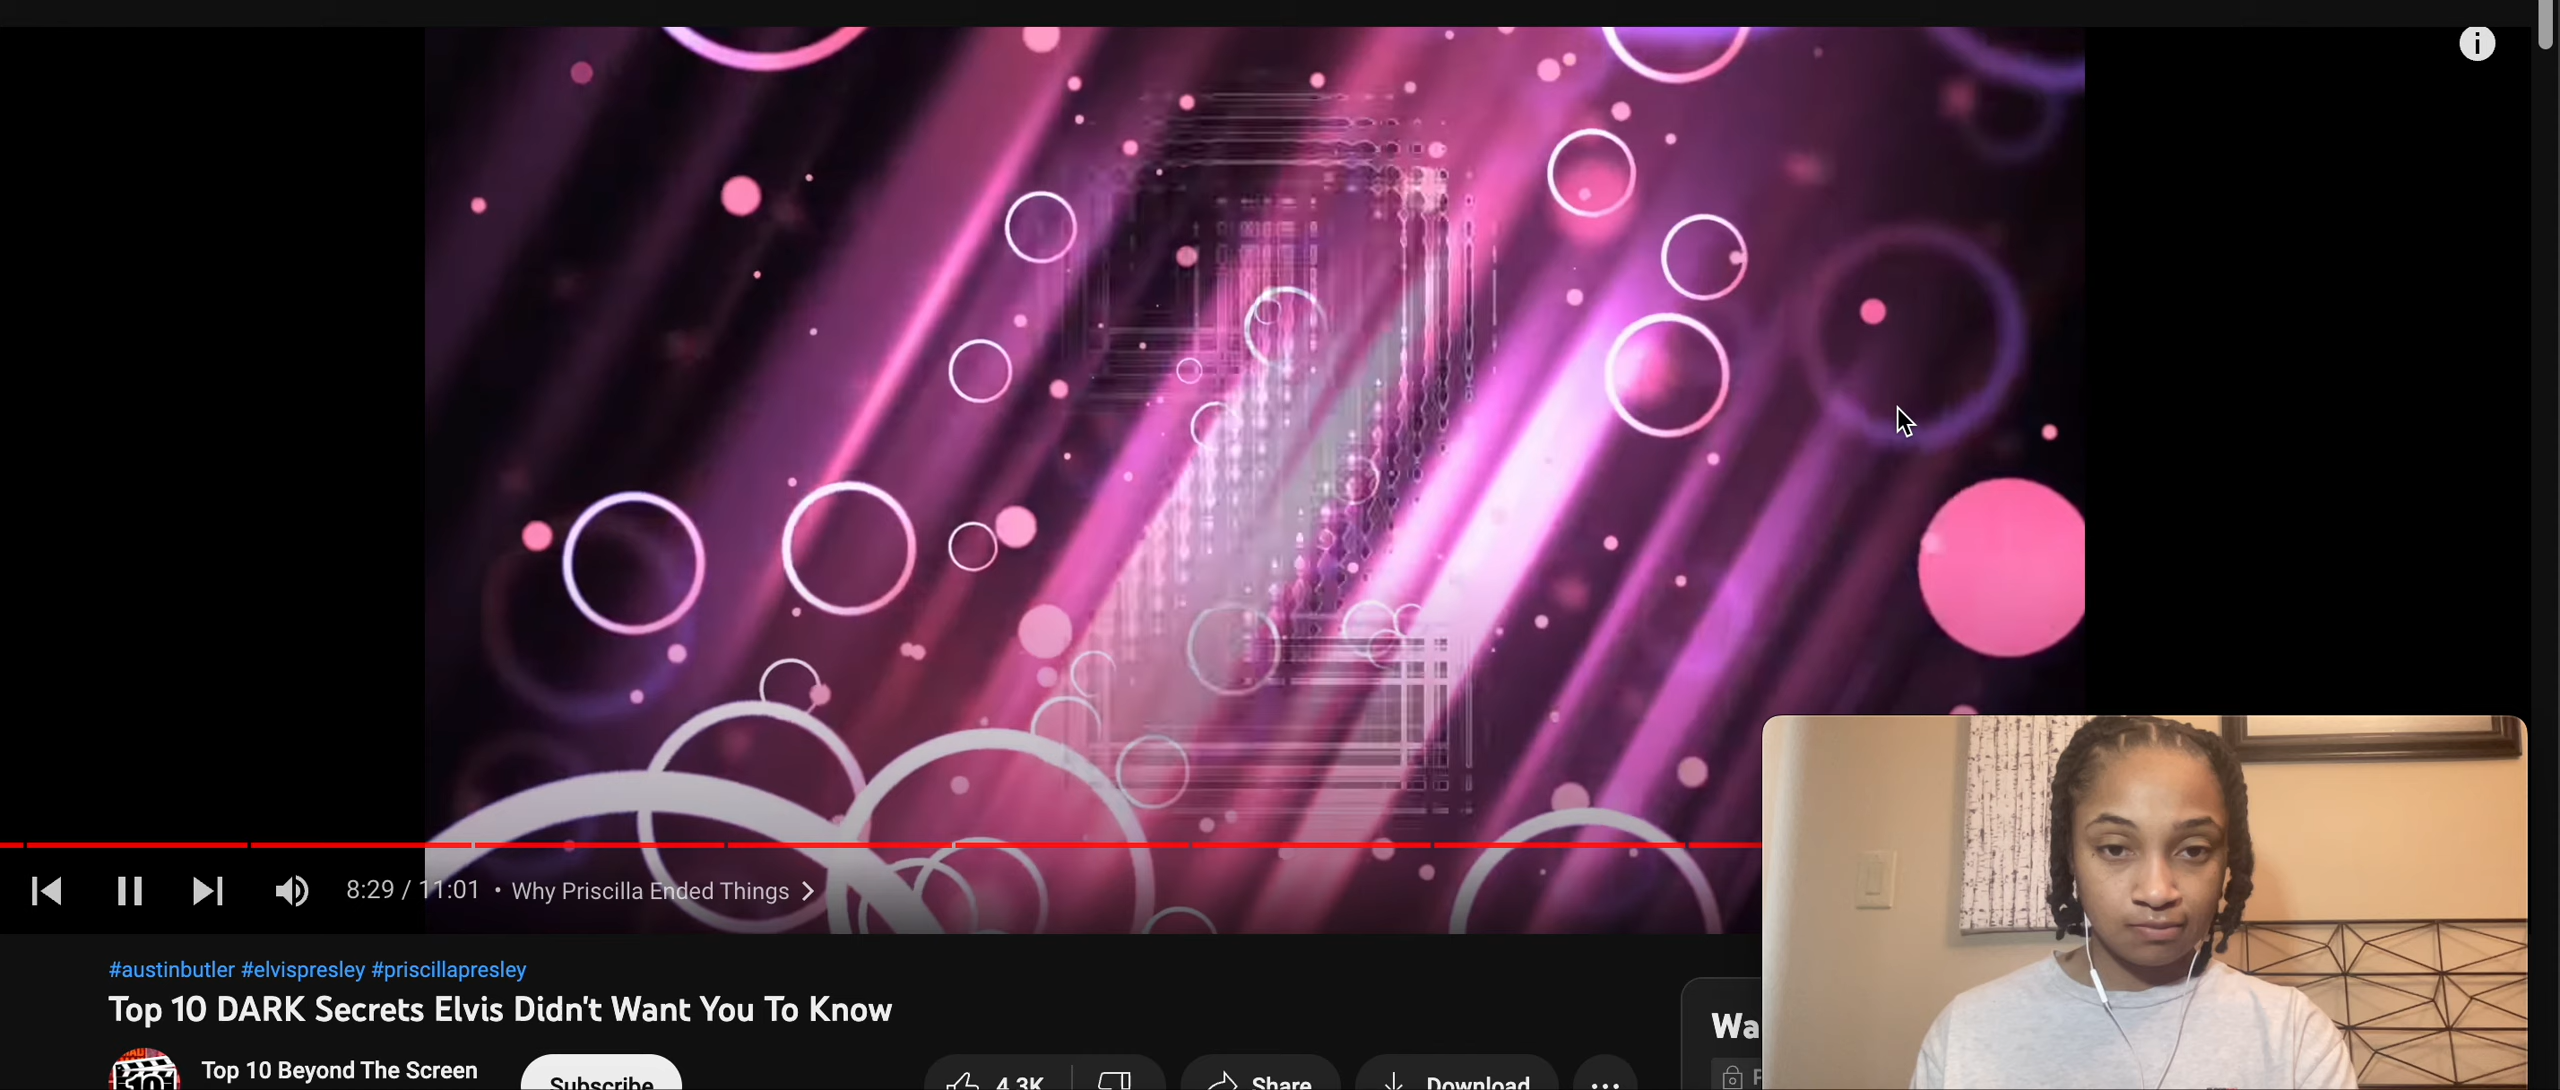 2
8:29 / 11:01 • Why Priscilla Ended Things
#austinbutler #elvispresley #priscillapresley
Top 10 DARK Secrets Elvis Didn't Want You To Know
Wa
Top 10 Beyond The Screen
Subscribe
4.3K
Share
Download